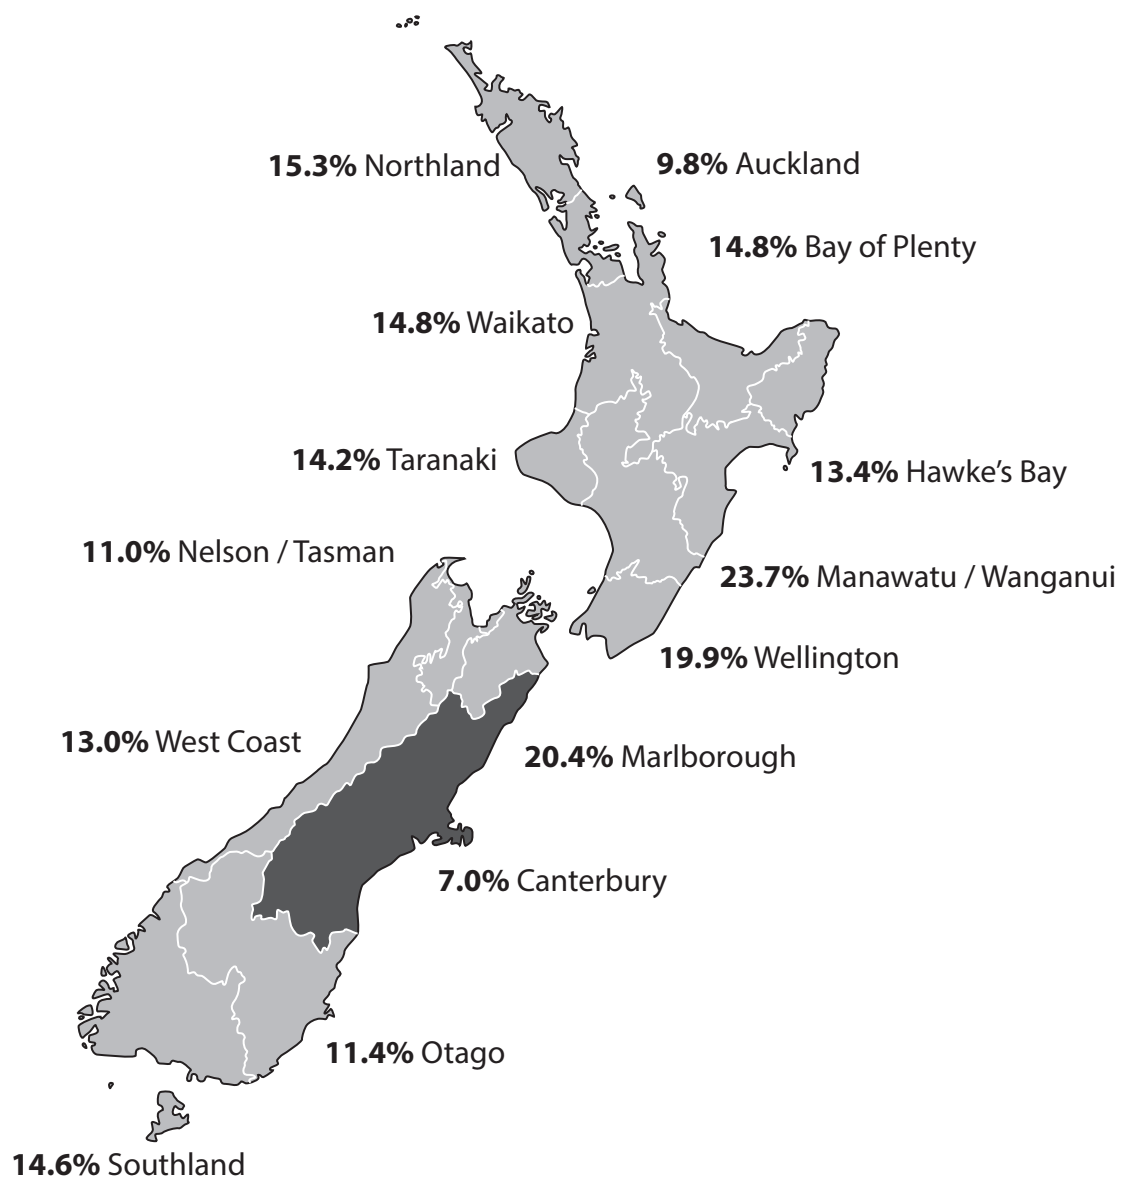 15.3% Northland
9.8% Auckland
14.8% Bay of Plenty
14.8% Waikato
14.2% Taranaki
13.4% Hawke’s Bay
11.0% Nelson / Tasman
23.7% Manawatu / Wanganui
19.9% Wellington
13.0% West Coast
20.4% Marlborough
7.0% Canterbury
11.4% Otago
14.6% Southland